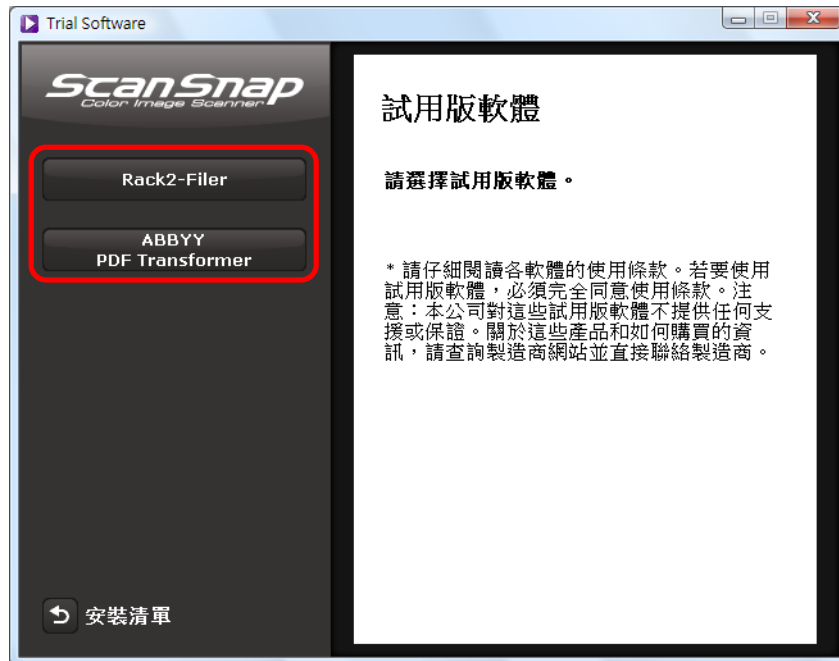 Trial Software
ScanSnap
Color Image Scanner
Rack2-Filer
ABBYY
PDF Transformer
安裝清單
試用版軟體
請選擇試用版軟體。
* 請仔細閱讀各軟體的使用條款。若要使用
試用版軟體，必須完全同意使用條款。注
意：本公司對這些試用版軟體不提供任何支
援或保證。關於這些產品和如何購買的資
訊，請查詢製造商網站並直接聯絡製造商。